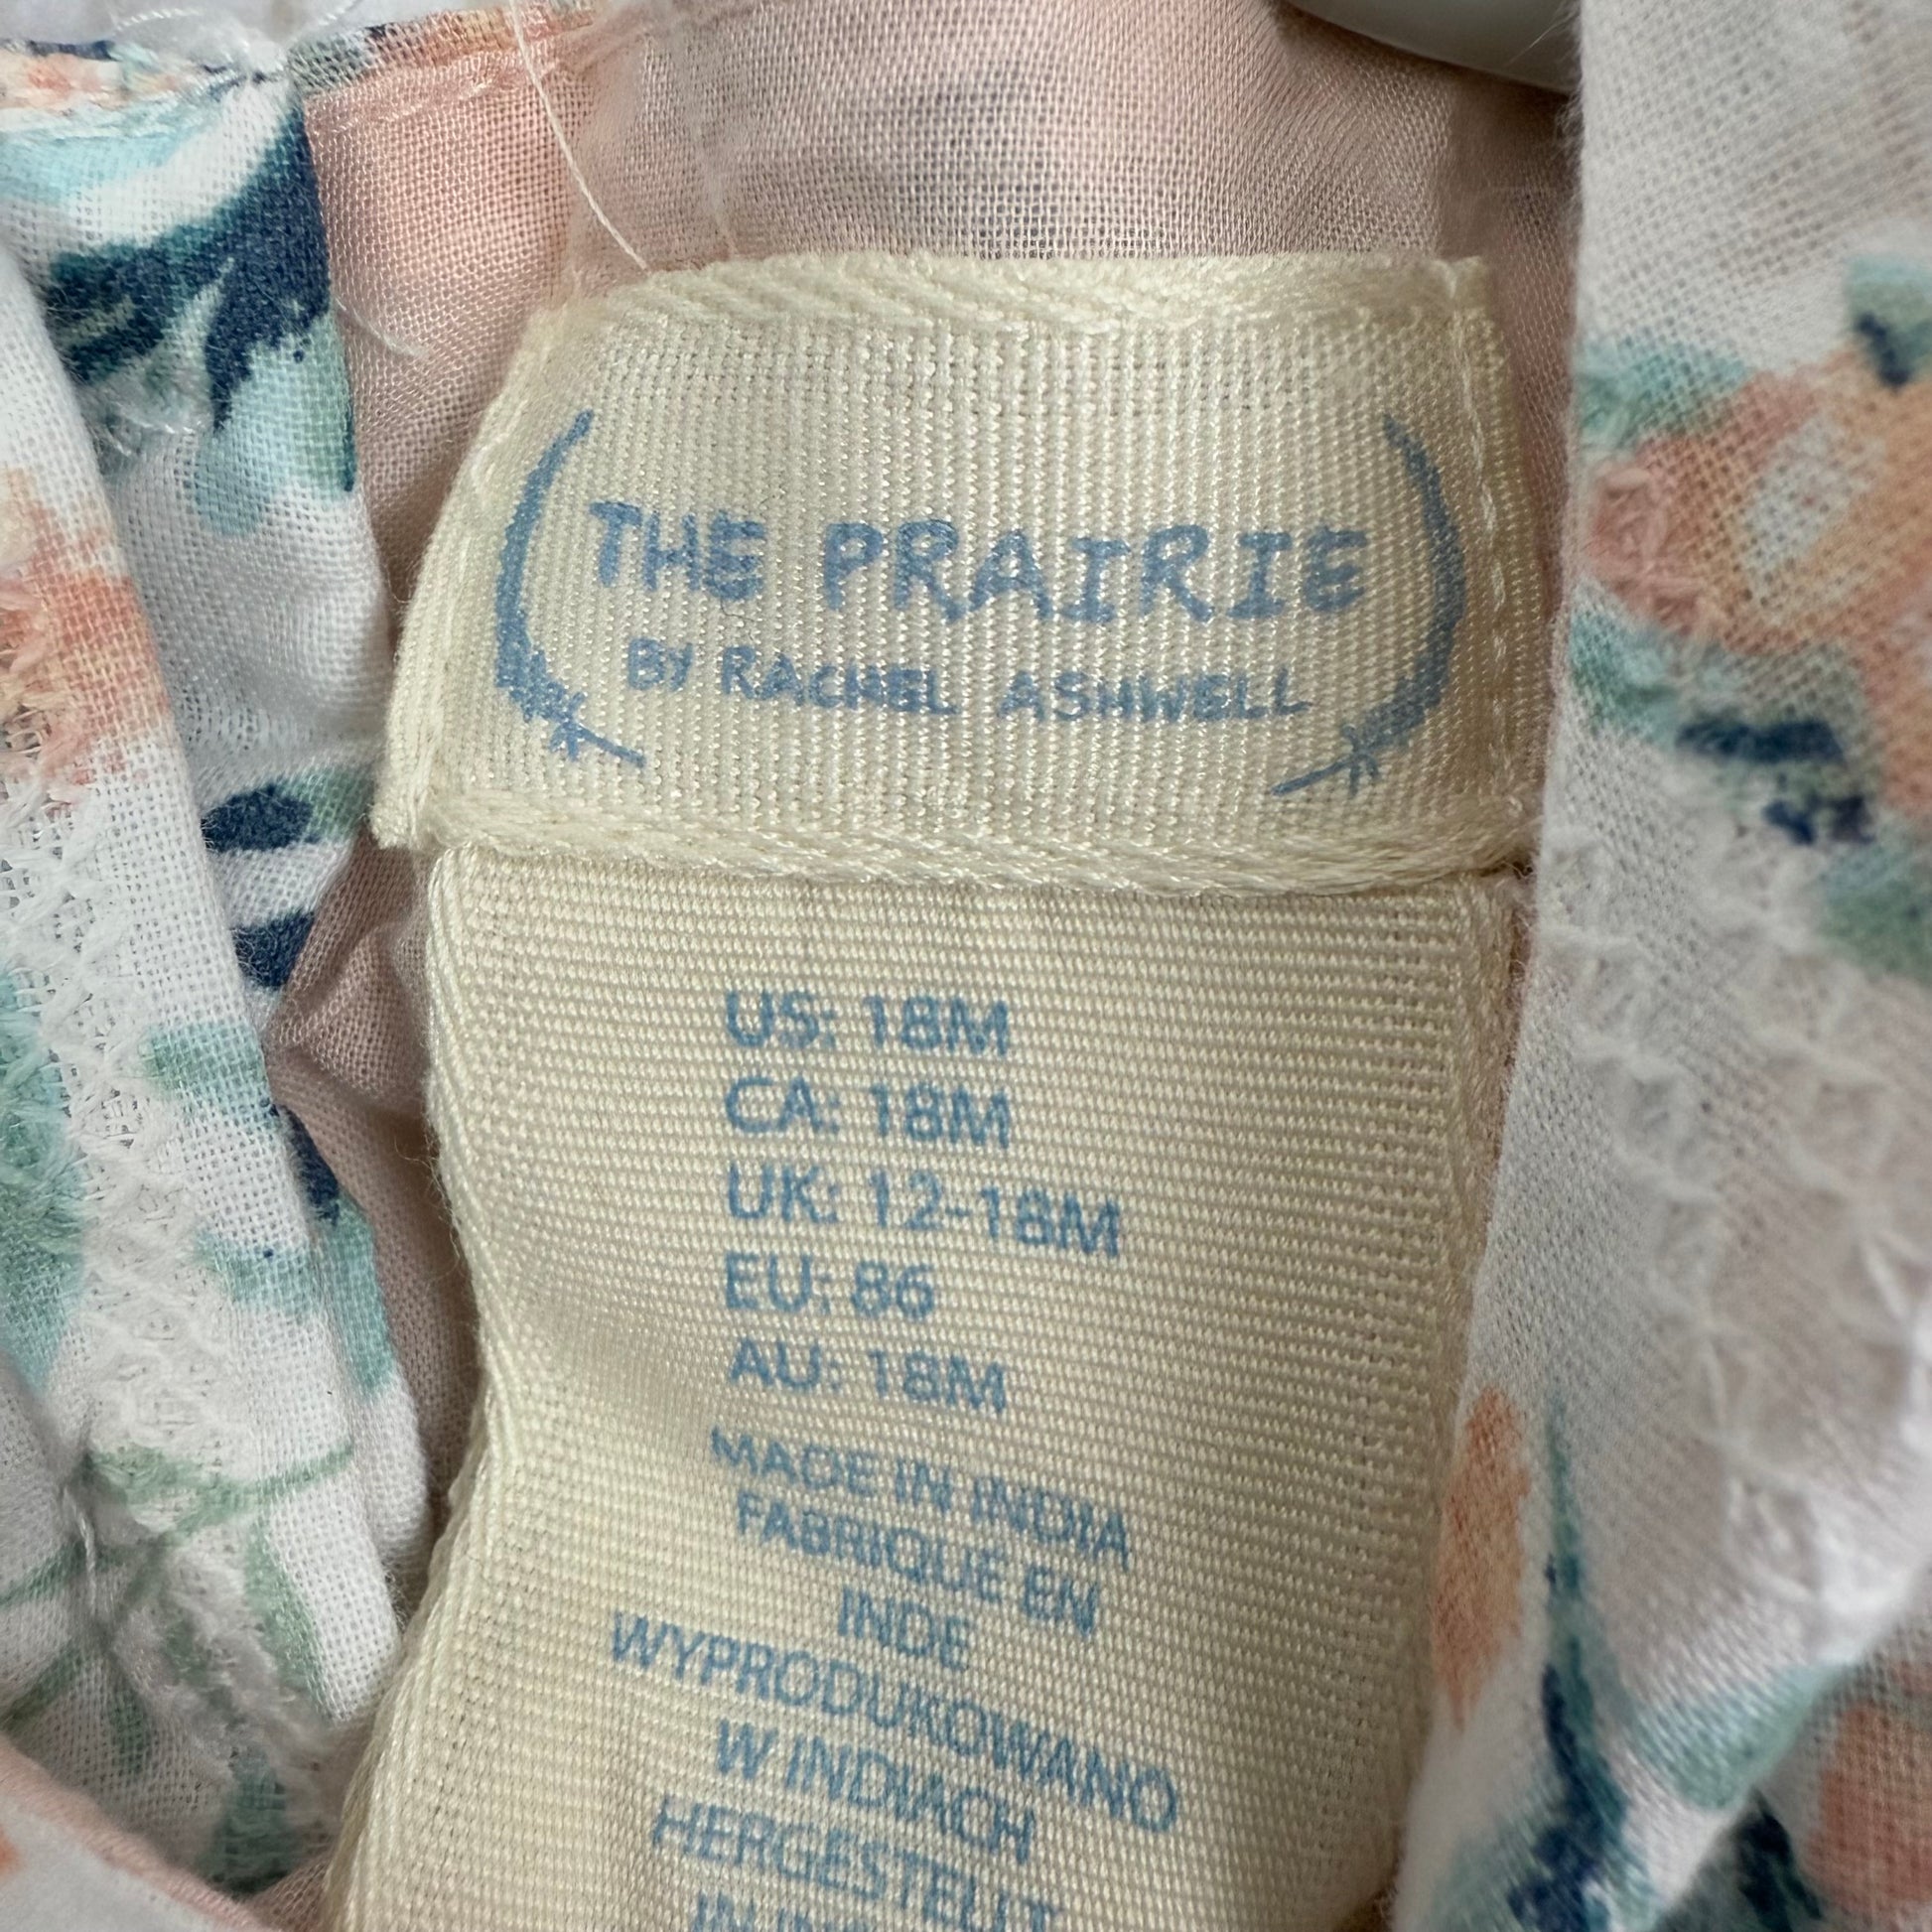 THE PRAIRIE
BY RACHEL ASHWELL
US: 18M
CA: 18M
UK: 12-18M
EU: 86
AU: 18M
MADE IN INDIA
FABRIQUE EN
INDE
WYPRODUKOWANO
W INDIACH
HERGESTELLT